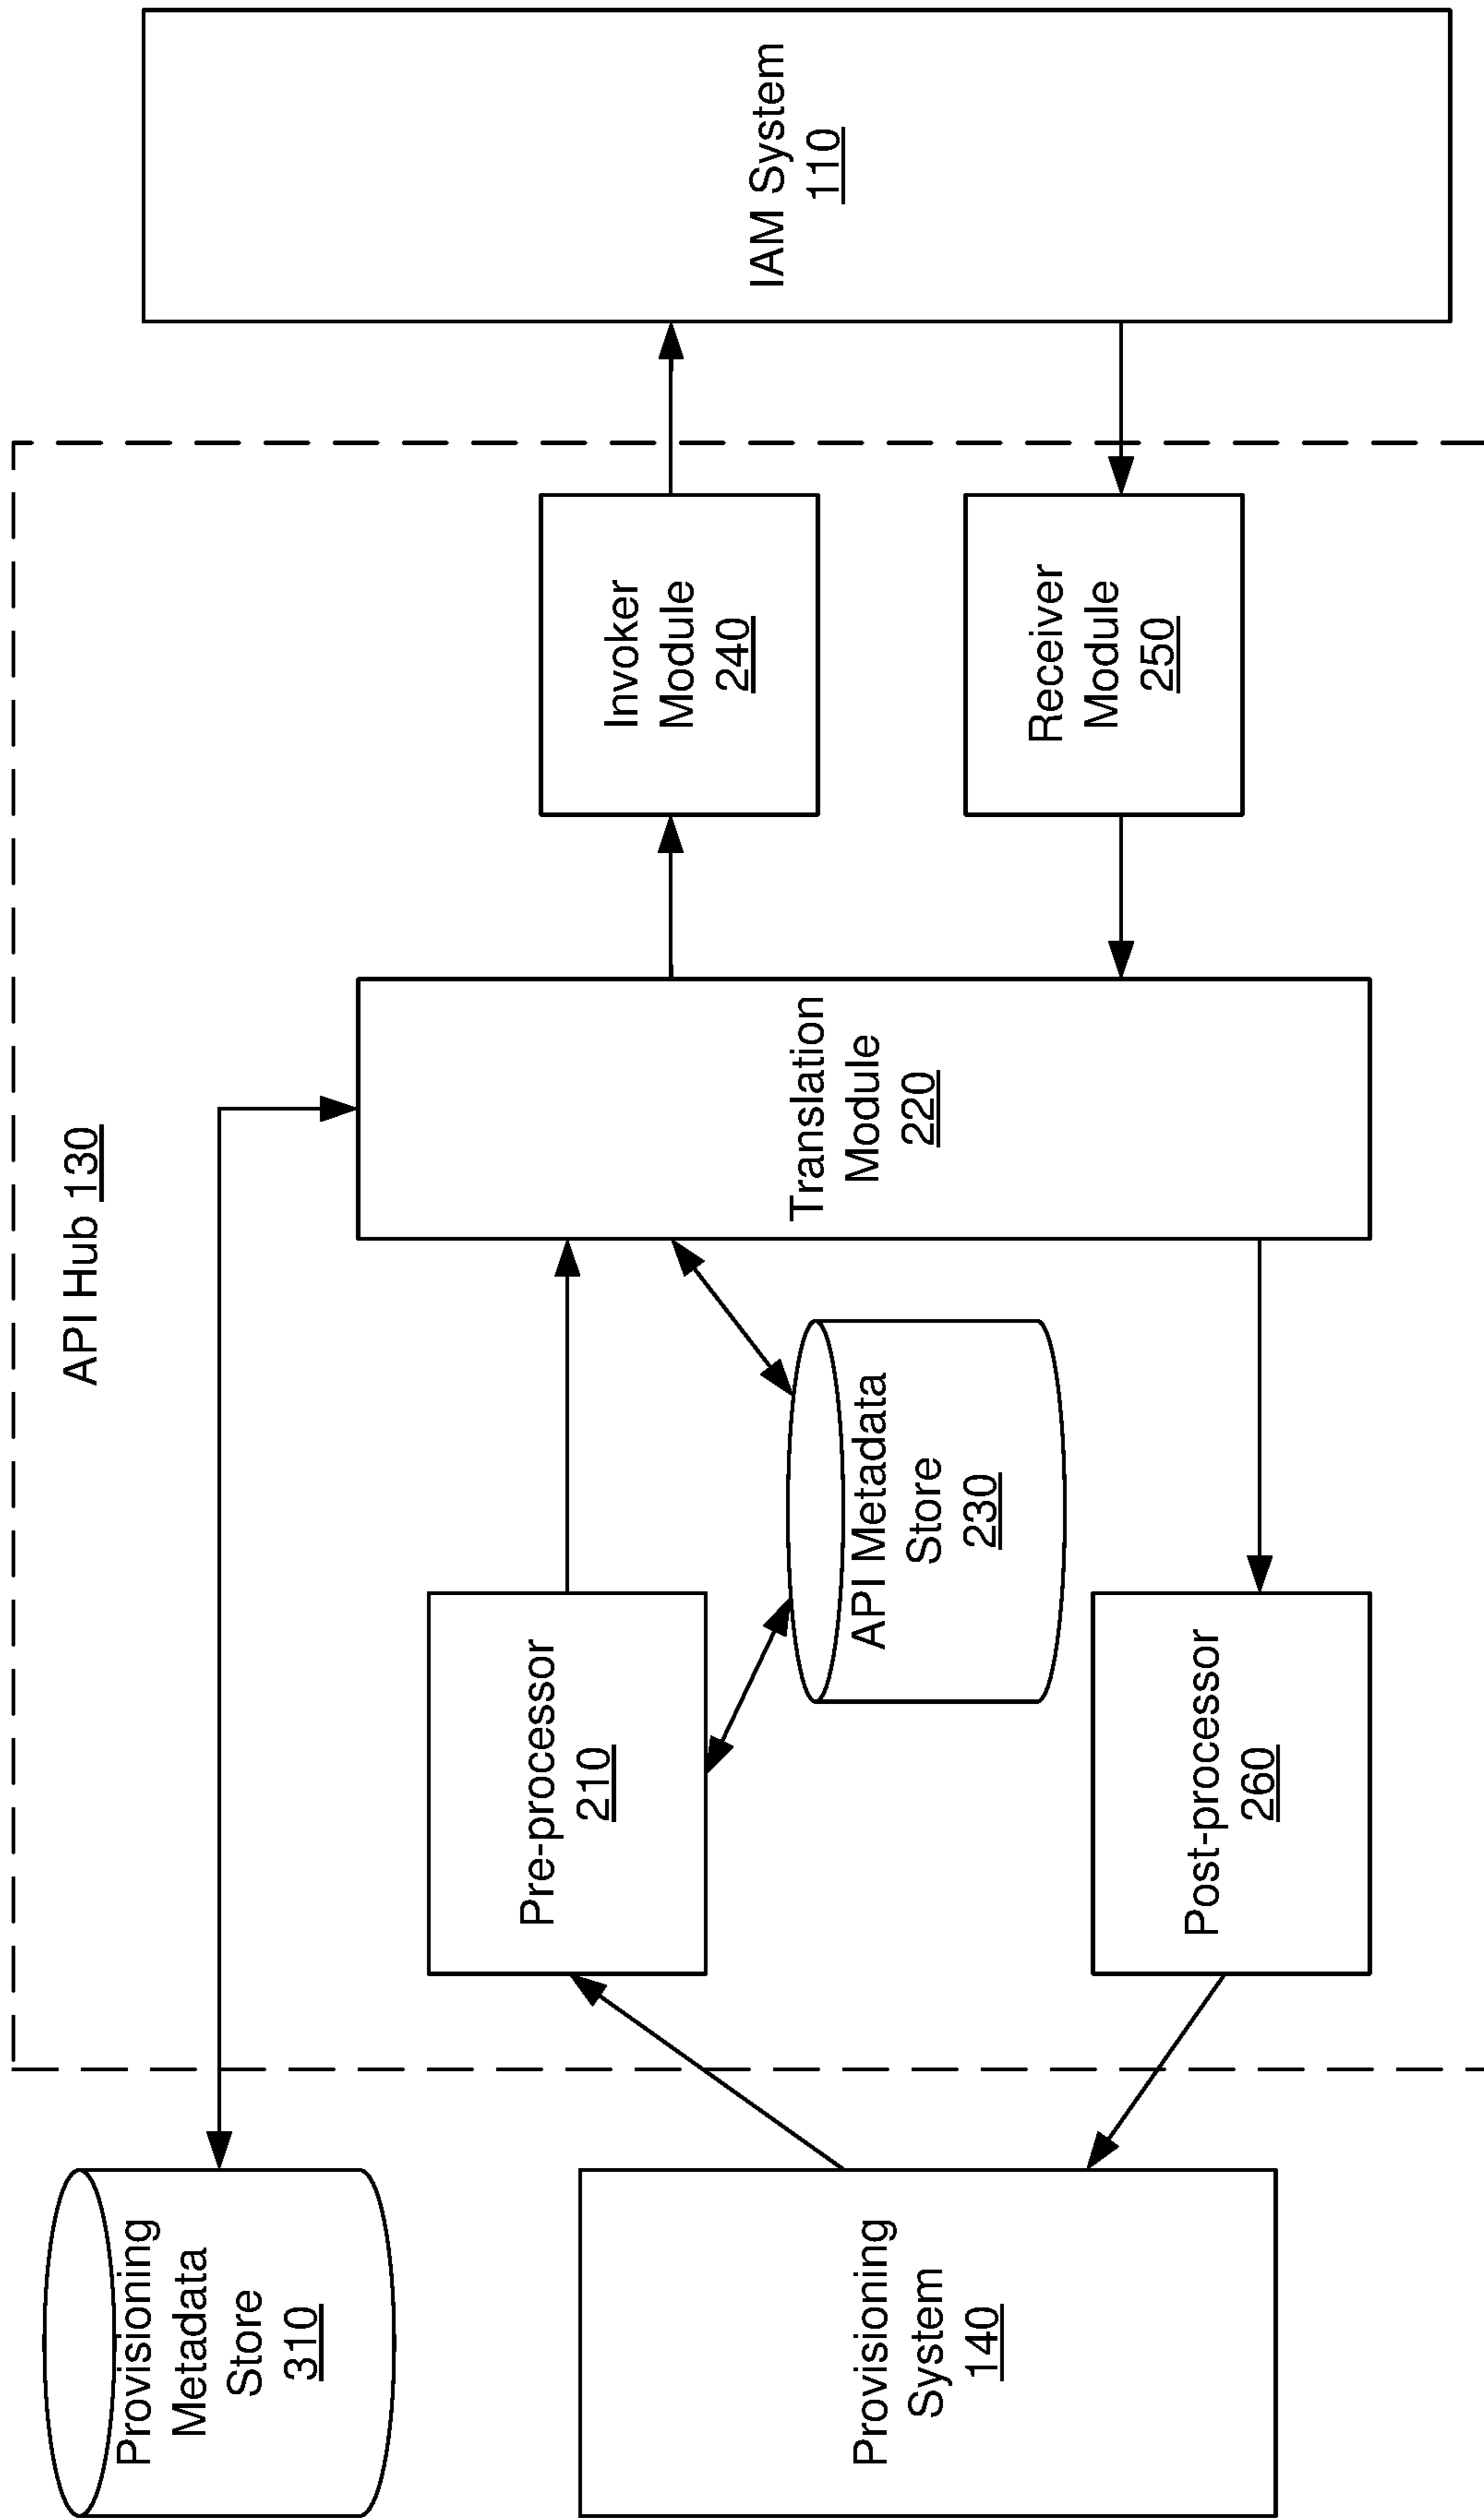 API Hub 130
Provisioning
Metadata
Store
310
Provisioning
System
140
Pre-processor
210
API Metadata
Store
230
Post-processor
260
Translation
Module
220
Invoker
Module
240
Receiver
Module
250
IAM System
110